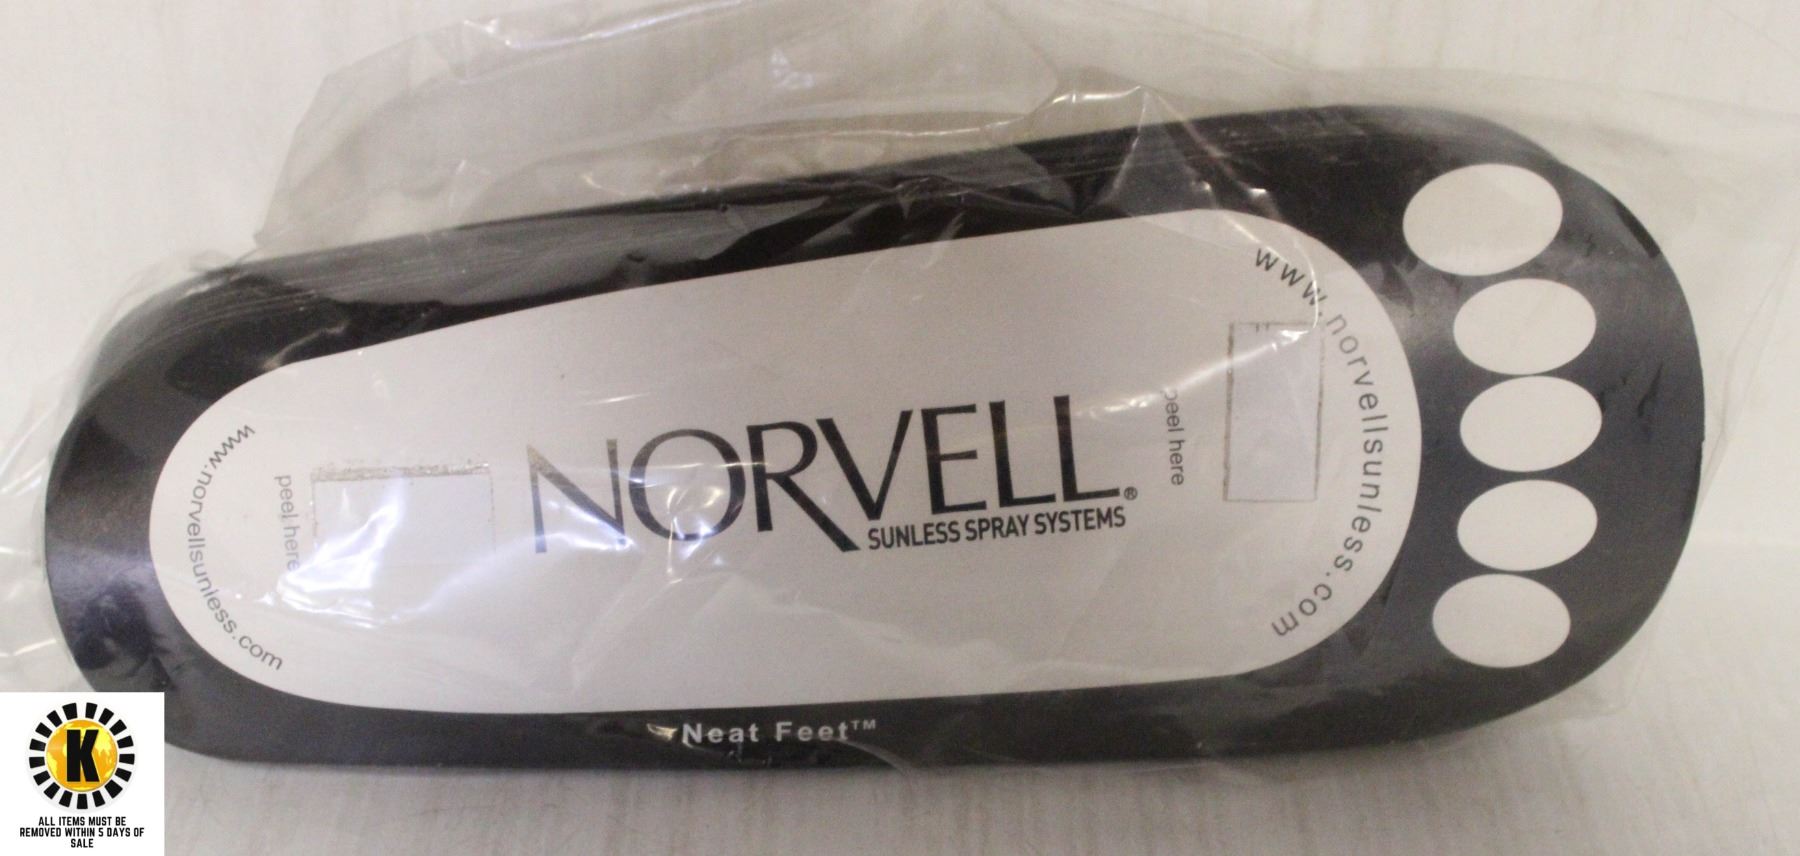 www.norvellsunless.com
peel here
NORVELL®
SUNLESS SPRAY SYSTEMS
peel here
www.norvellsunless.com
Neat Feet™
K
ALL ITEMS MUST BE
REMOVED WITHIN 5 DAYS OF
SALE